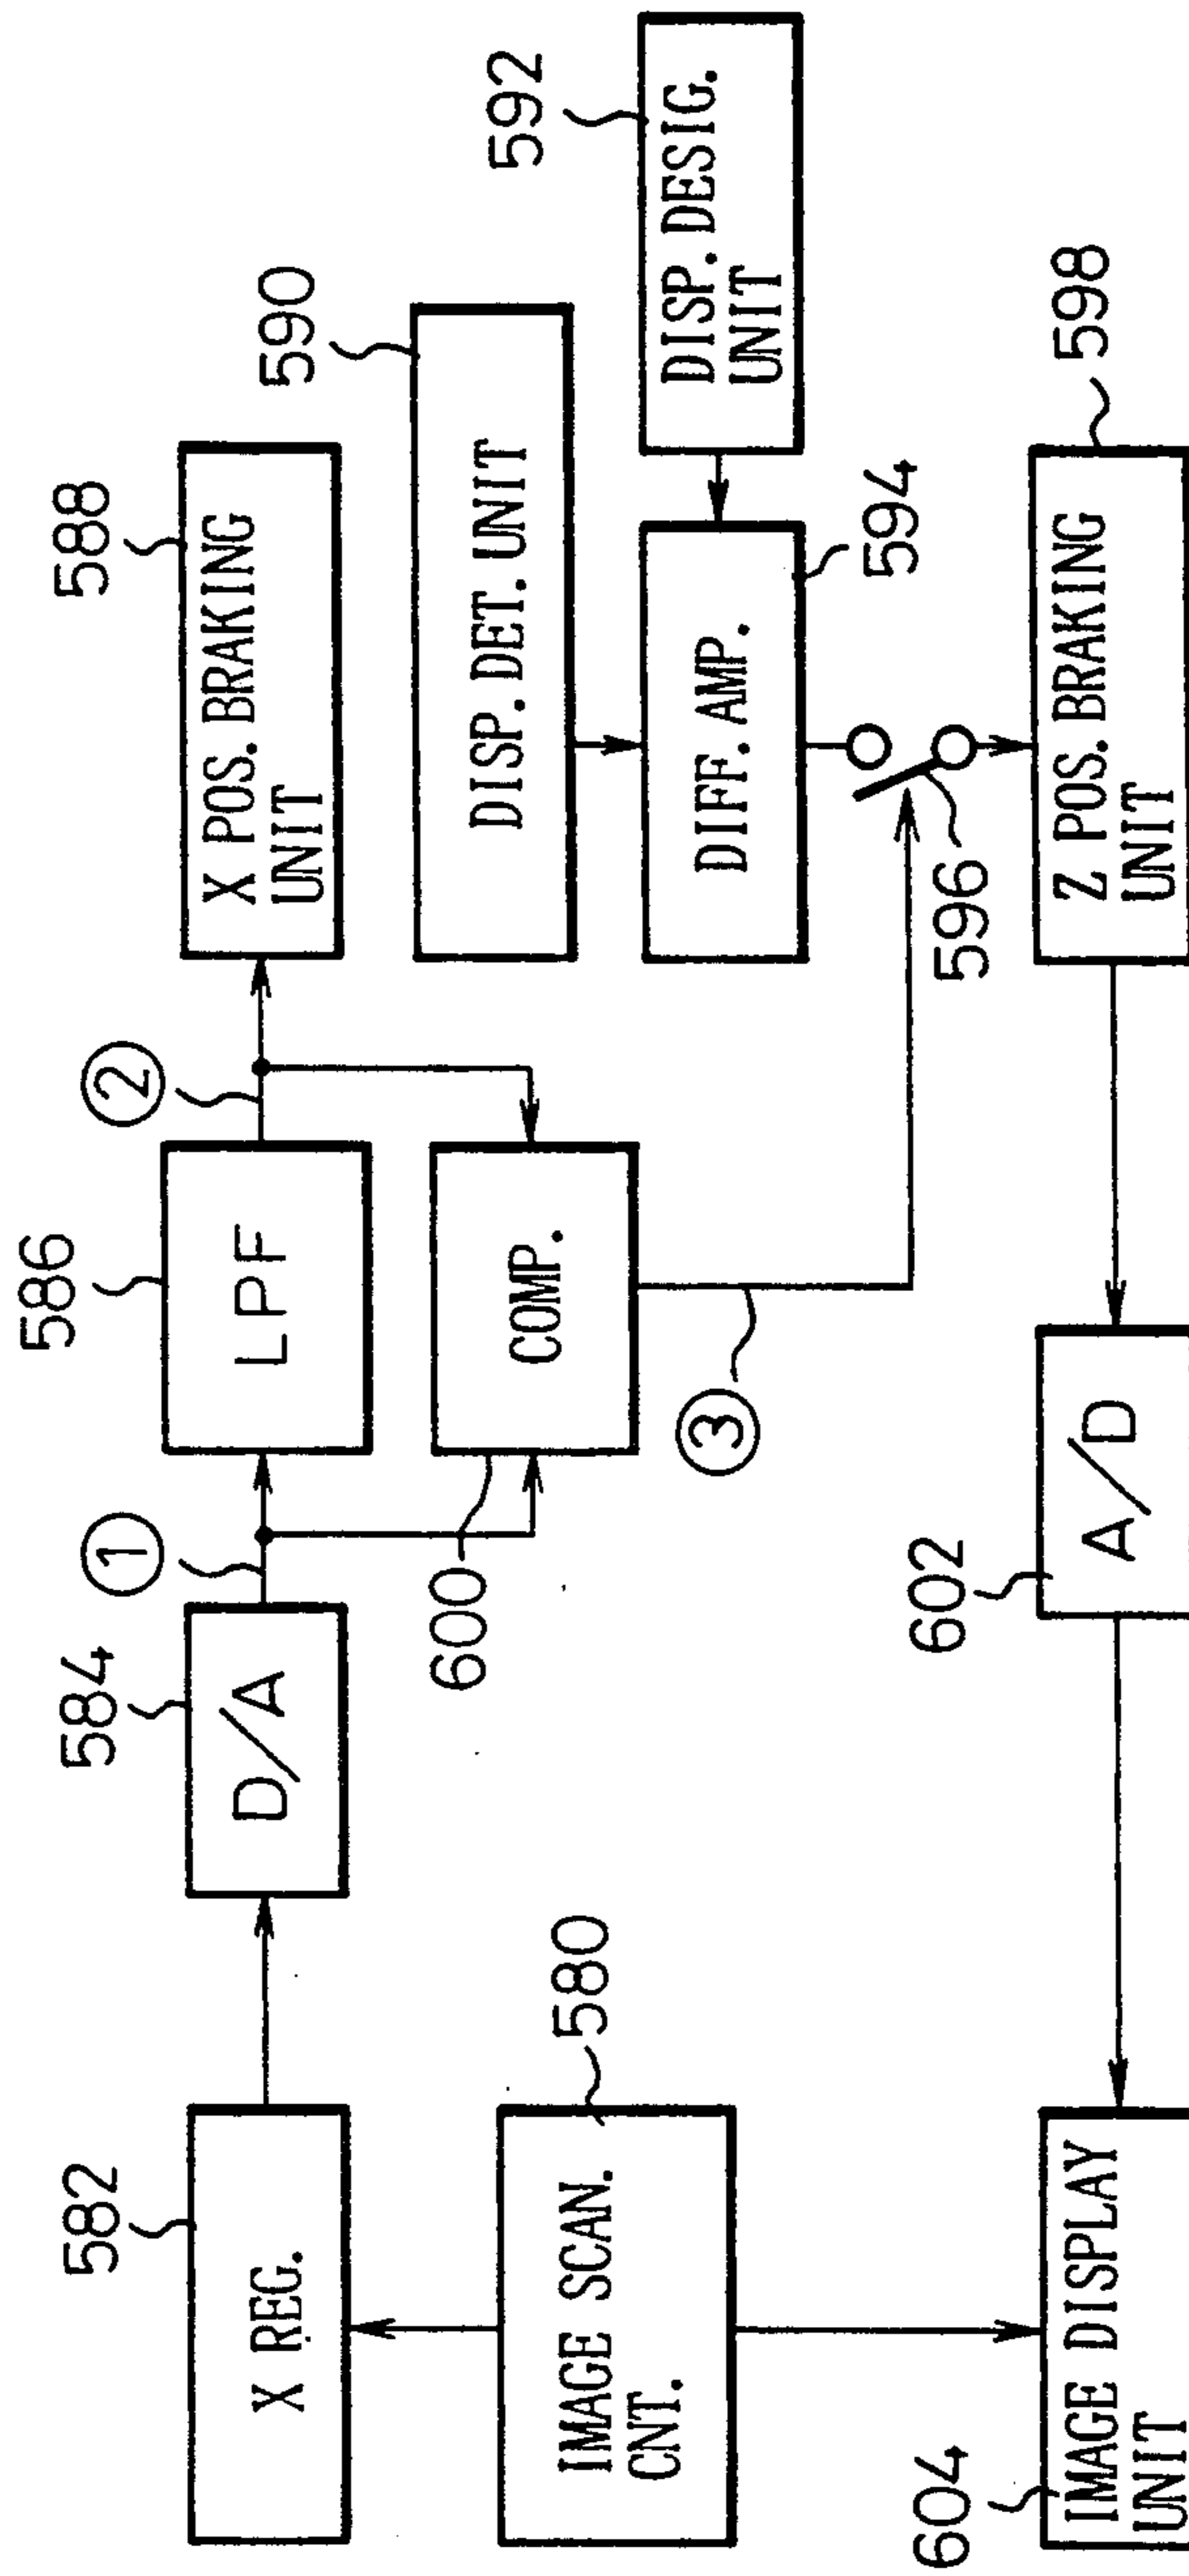 582
X REG.
584
D/A
①
586
LPF
②
588
X POS. BRAKING
UNIT
580
IMAGE SCAN.
CNT.
600
COMP.
③
590
DISP. DET. UNIT
592
DISP. DESIG.
UNIT
DIFF. AMP.
594
596
604
IMAGE DISPLAY
UNIT
602
A/D
Z POS. BRAKING
UNIT
598